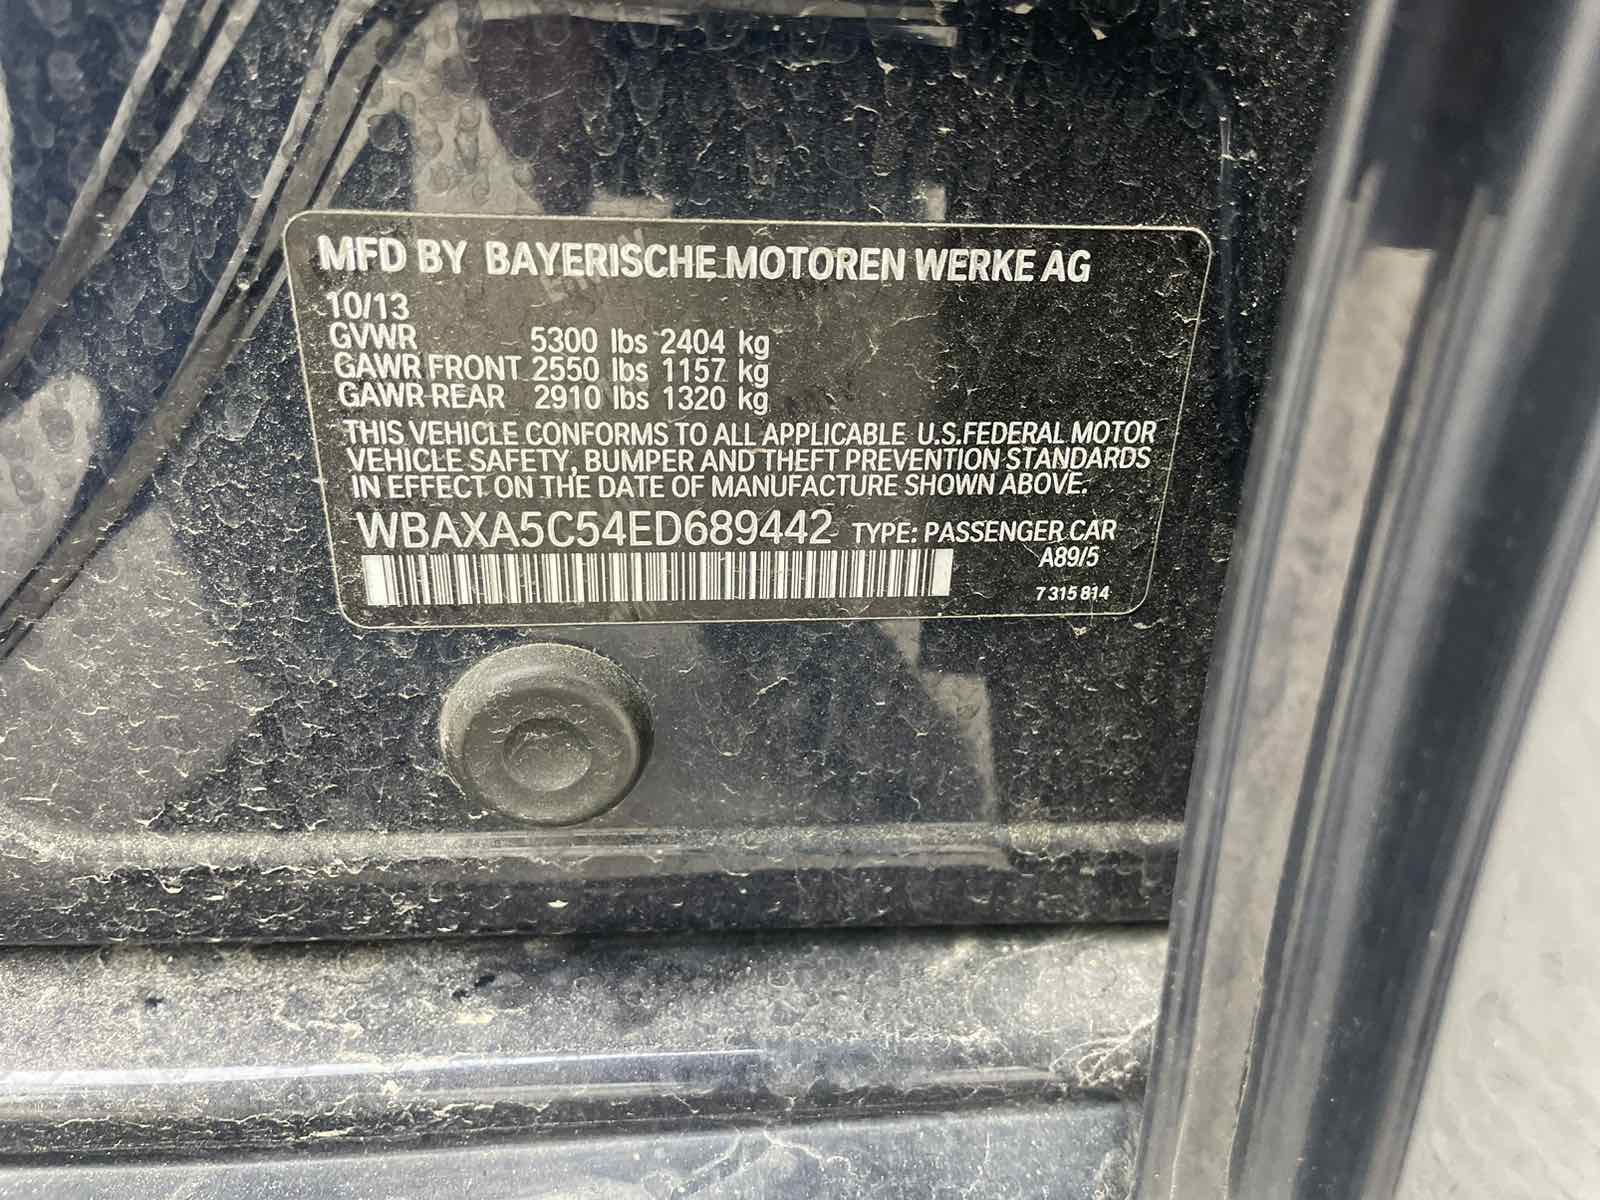 MFD BY BAYERISCHE MOTOREN WERKE AG
10/13
GVWR 5300 lbs 2404 kg
GAWR FRONT 2550 lbs 1157 kg
GAWR REAR 2910 lbs 1320 kg
THIS VEHICLE CONFORMS TO ALL APPLICABLE U.S.FEDERAL MOTOR
VEHICLE SAFETY, BUMPER AND THEFT PREVENTION STANDARDS
IN EFFECT ON THE DATE OF MANUFACTURE SHOWN ABOVE.
WBAXA5C54ED689442 TYPE: PASSENGER CAR
A89/5
7 315 814